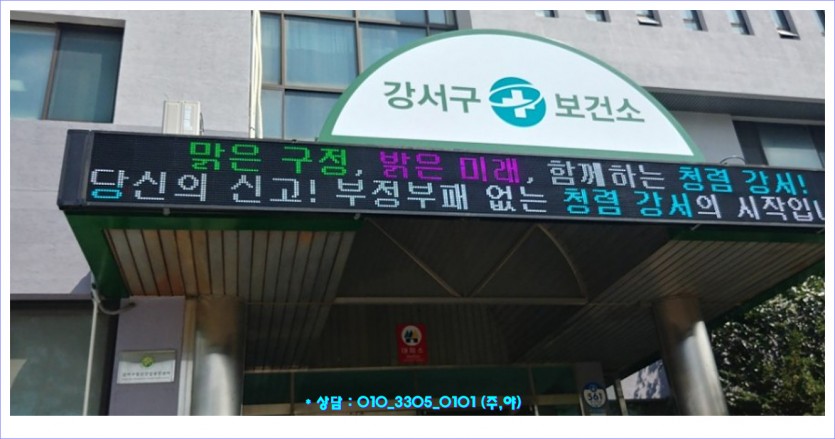 강서구 보건소
맑은 구정, 밝은 미래, 함께하는 청렴 강서!
당신의 신고! 부정부패 없는 청렴 강서의 시작입니
361
* 상담 : 010_3305_0101 (주,야)